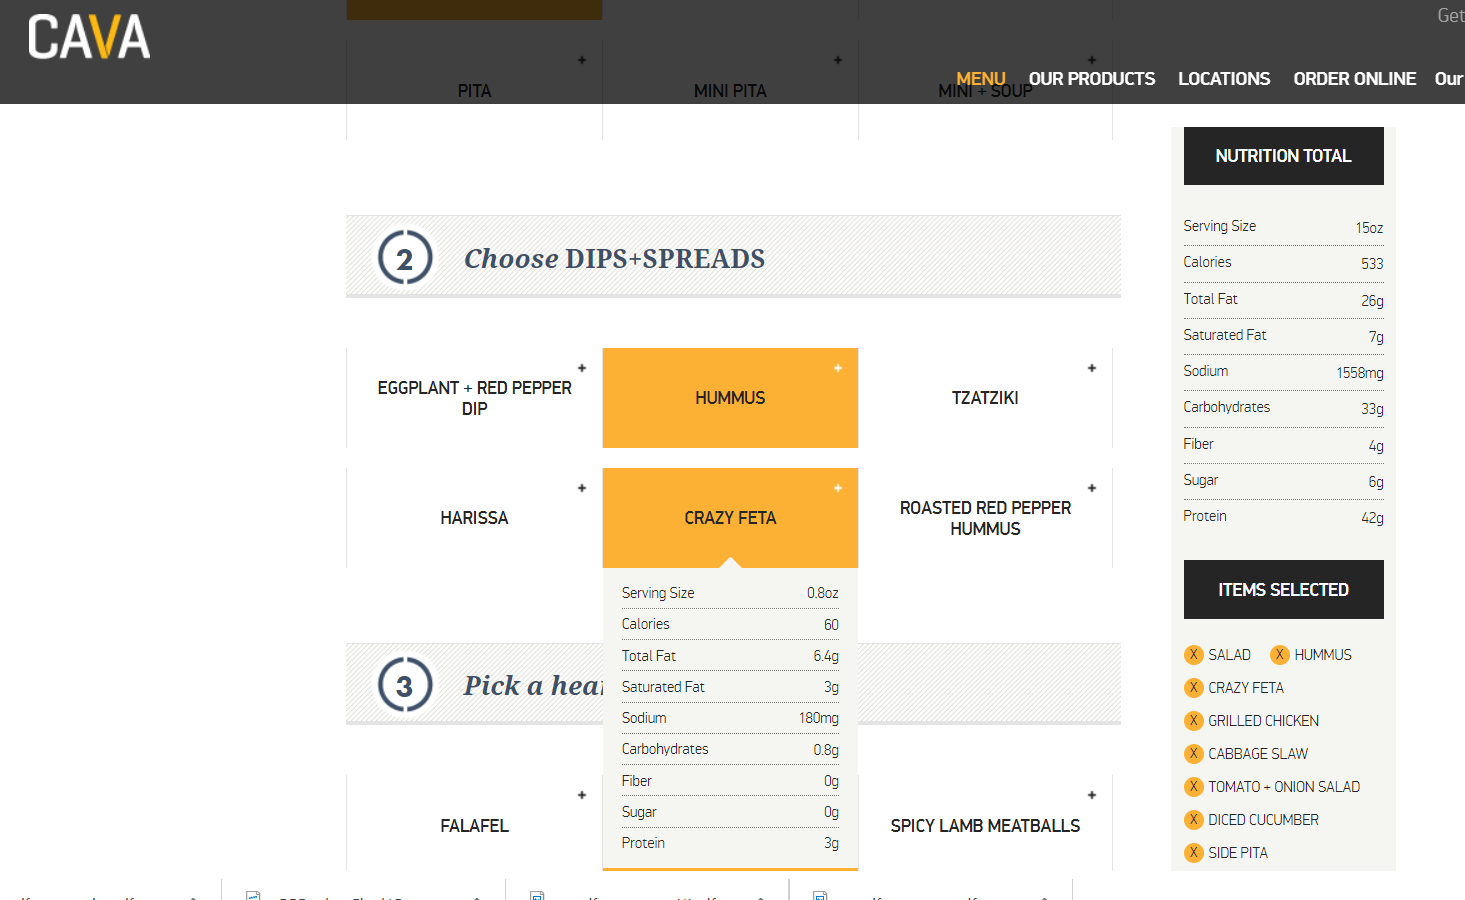 CAVA
Get
MENU OUR PRODUCTS LOCATIONS ORDER ONLINE Our
PITA
MINI PITA
MINI + SOUP
2 Choose DIPS+SPREADS
EGGPLANT + RED PEPPER
DIP
HUMMUS
TZATZIKI
HARISSA
CRAZY FETA
ROASTED RED PEPPER
HUMMUS
Serving Size 0.8oz
Calories 60
Total Fat 6.4g
Saturated Fat 3g
Sodium 180mg
Carbohydrates 0.8g
Fiber 0g
Sugar 0g
Protein 3g
3 Pick a hea
FALAFEL
SPICY LAMB MEATBALLS
NUTRITION TOTAL
Serving Size 15oz
Calories 533
Total Fat 26g
Saturated Fat 7g
Sodium 1558mg
Carbohydrates 33g
Fiber 4g
Sugar 6g
Protein 42g
ITEMS SELECTED
X SALAD X HUMMUS
X CRAZY FETA
X GRILLED CHICKEN
X CABBAGE SLAW
X TOMATO + ONION SALAD
X DICED CUCUMBER
X SIDE PITA